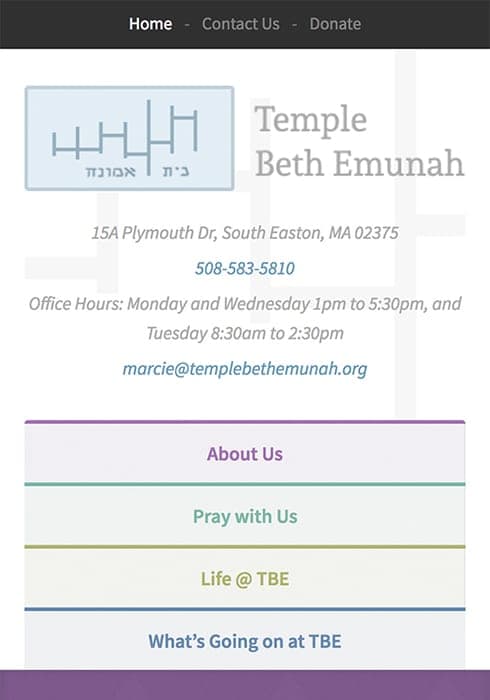 Home - Contact Us - Donate
בית אמונה
Temple
Beth Emunah
15A Plymouth Dr, South Easton, MA 02375
508-583-5810
Office Hours: Monday and Wednesday 1pm to 5:30pm, and
Tuesday 8:30am to 2:30pm
marcie@templebethemunah.org
About Us
Pray with Us
Life @ TBE
What's Going on at TBE